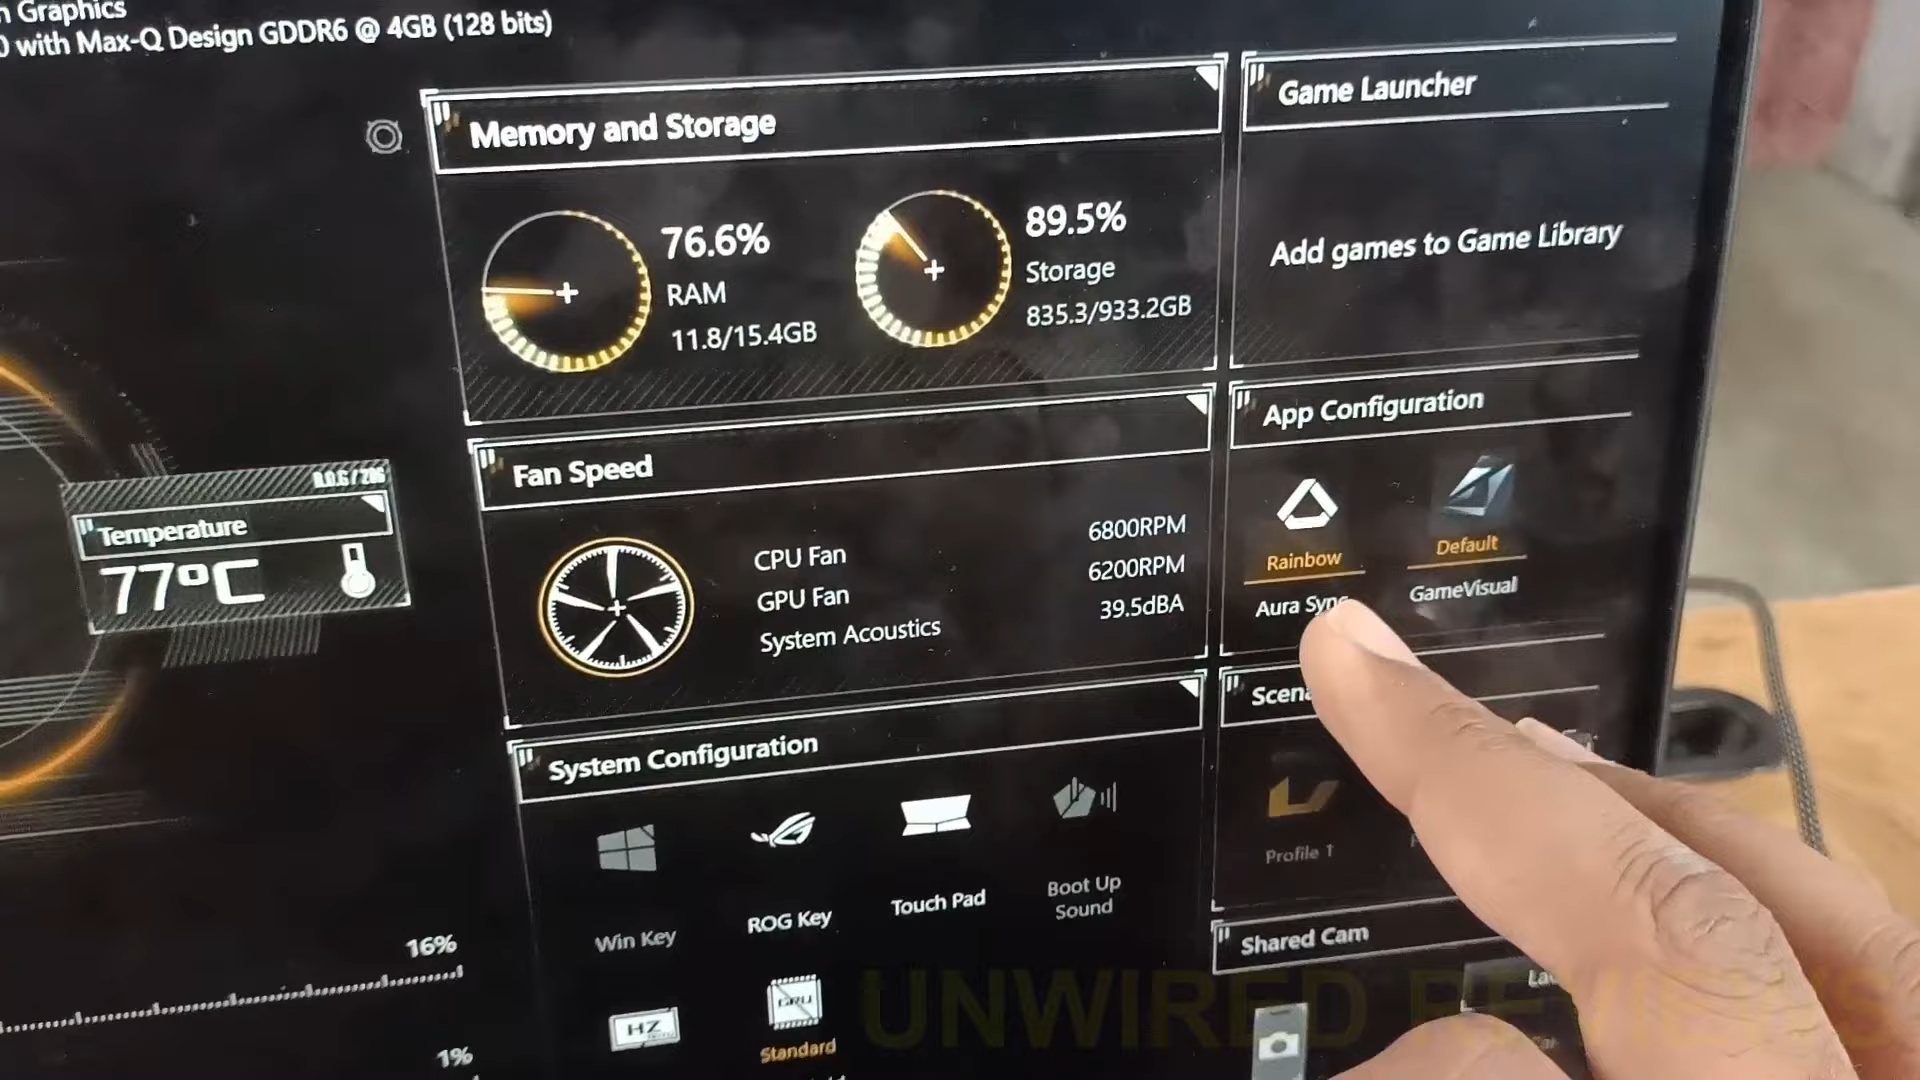 Graphics
with Max-Q Design GDDR6 @ 4GB (128 bits)
Memory and Storage
76.6%
RAM
11.8/15.4GB
89.5%
Storage
835.3/933.2GB
Game Launcher
Add games to Game Library
Temperature
77°C
Fan Speed
CPU Fan 6800RPM
GPU Fan 6200RPM
System Acoustics 39.5dBA
App Configuration
Rainbow
Aura Sync
Default
GameVisual
System Configuration
Win Key
ROG Key
Touch Pad
Boot Up
Sound
HZ
GPU
Standard
Profile 1
Shared Cam
16%
1%
UNWIRED REVIEWS